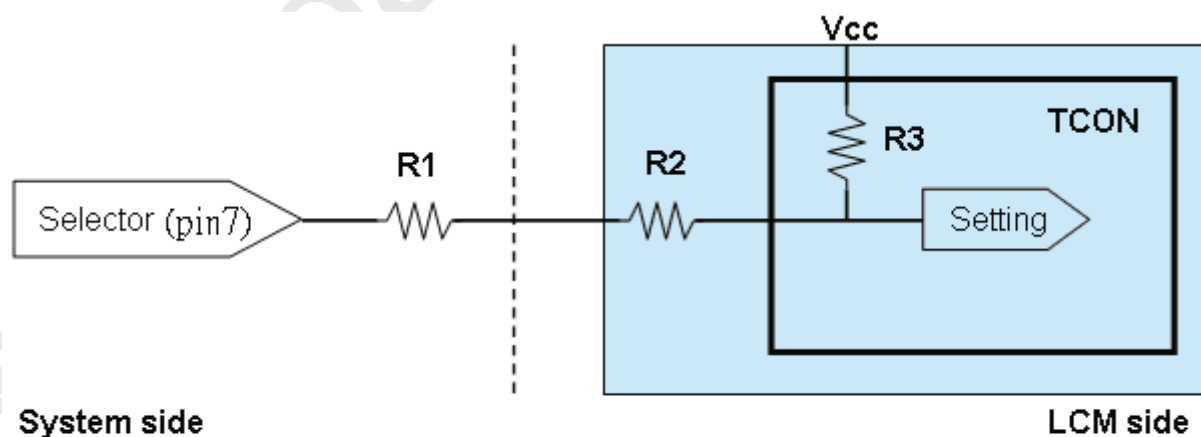 Vcc
TCON
R3
R1
R2
Selector (pin7)
Setting
System side
LCM side